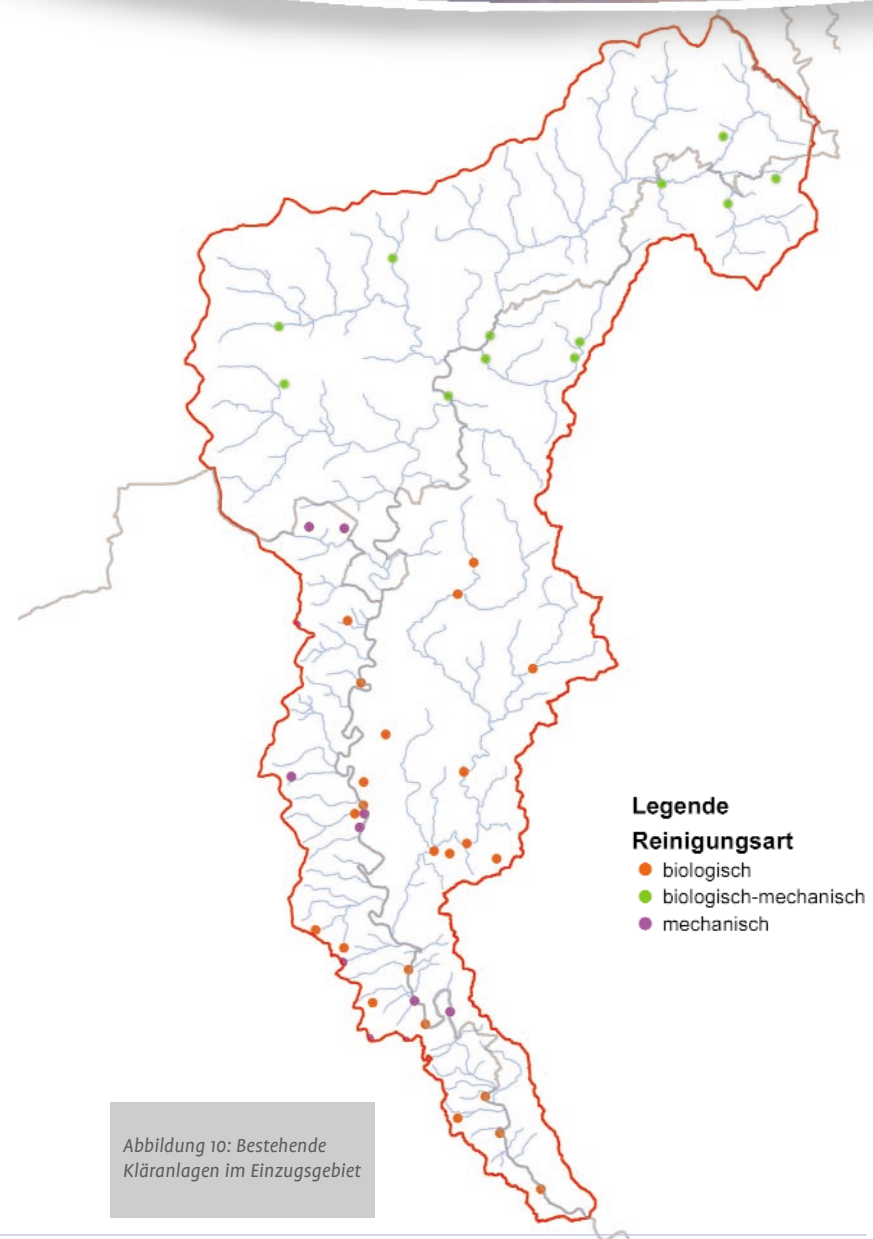 Legende
Reinigungsart
biologisch
biologisch-mechanisch
mechanisch
Abbildung 10: Bestehende
Kläranlagen im Einzugsgebiet